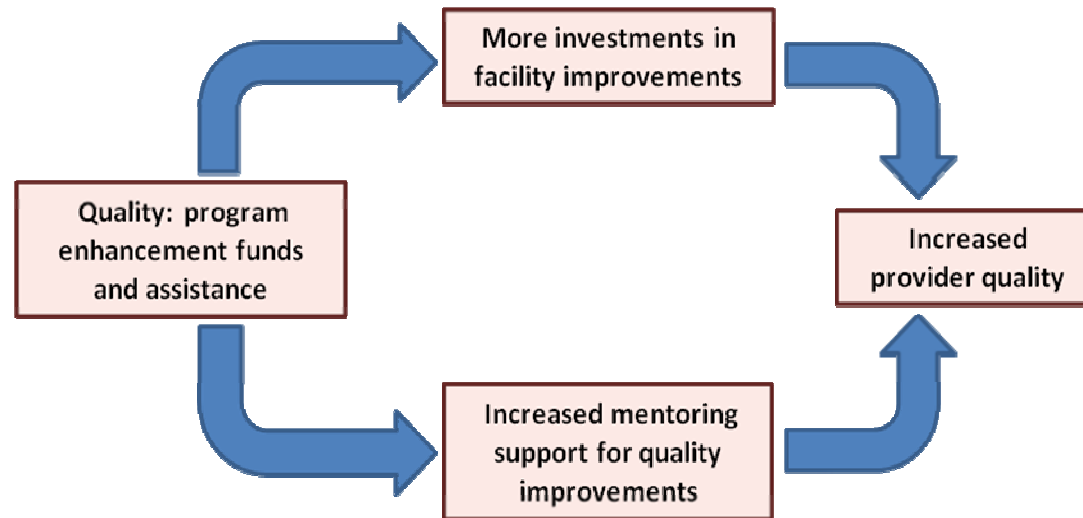 More investments in
facility improvements
Quality: program
enhancement funds
and assistance
Increased
provider quality
Increased mentoring
support for quality
improvements